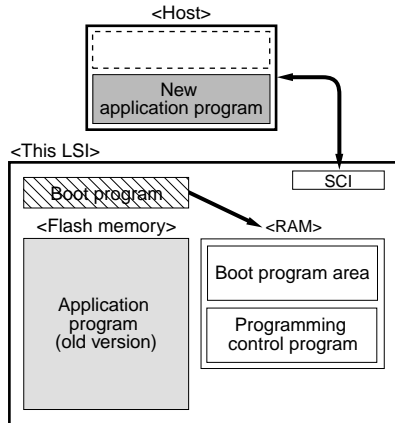 <Host>
New
application program
<This LSI>
SCI
Boot program
<Flash memory>
<RAM>
Application
program
(old version)
Boot program area
Programming
control program